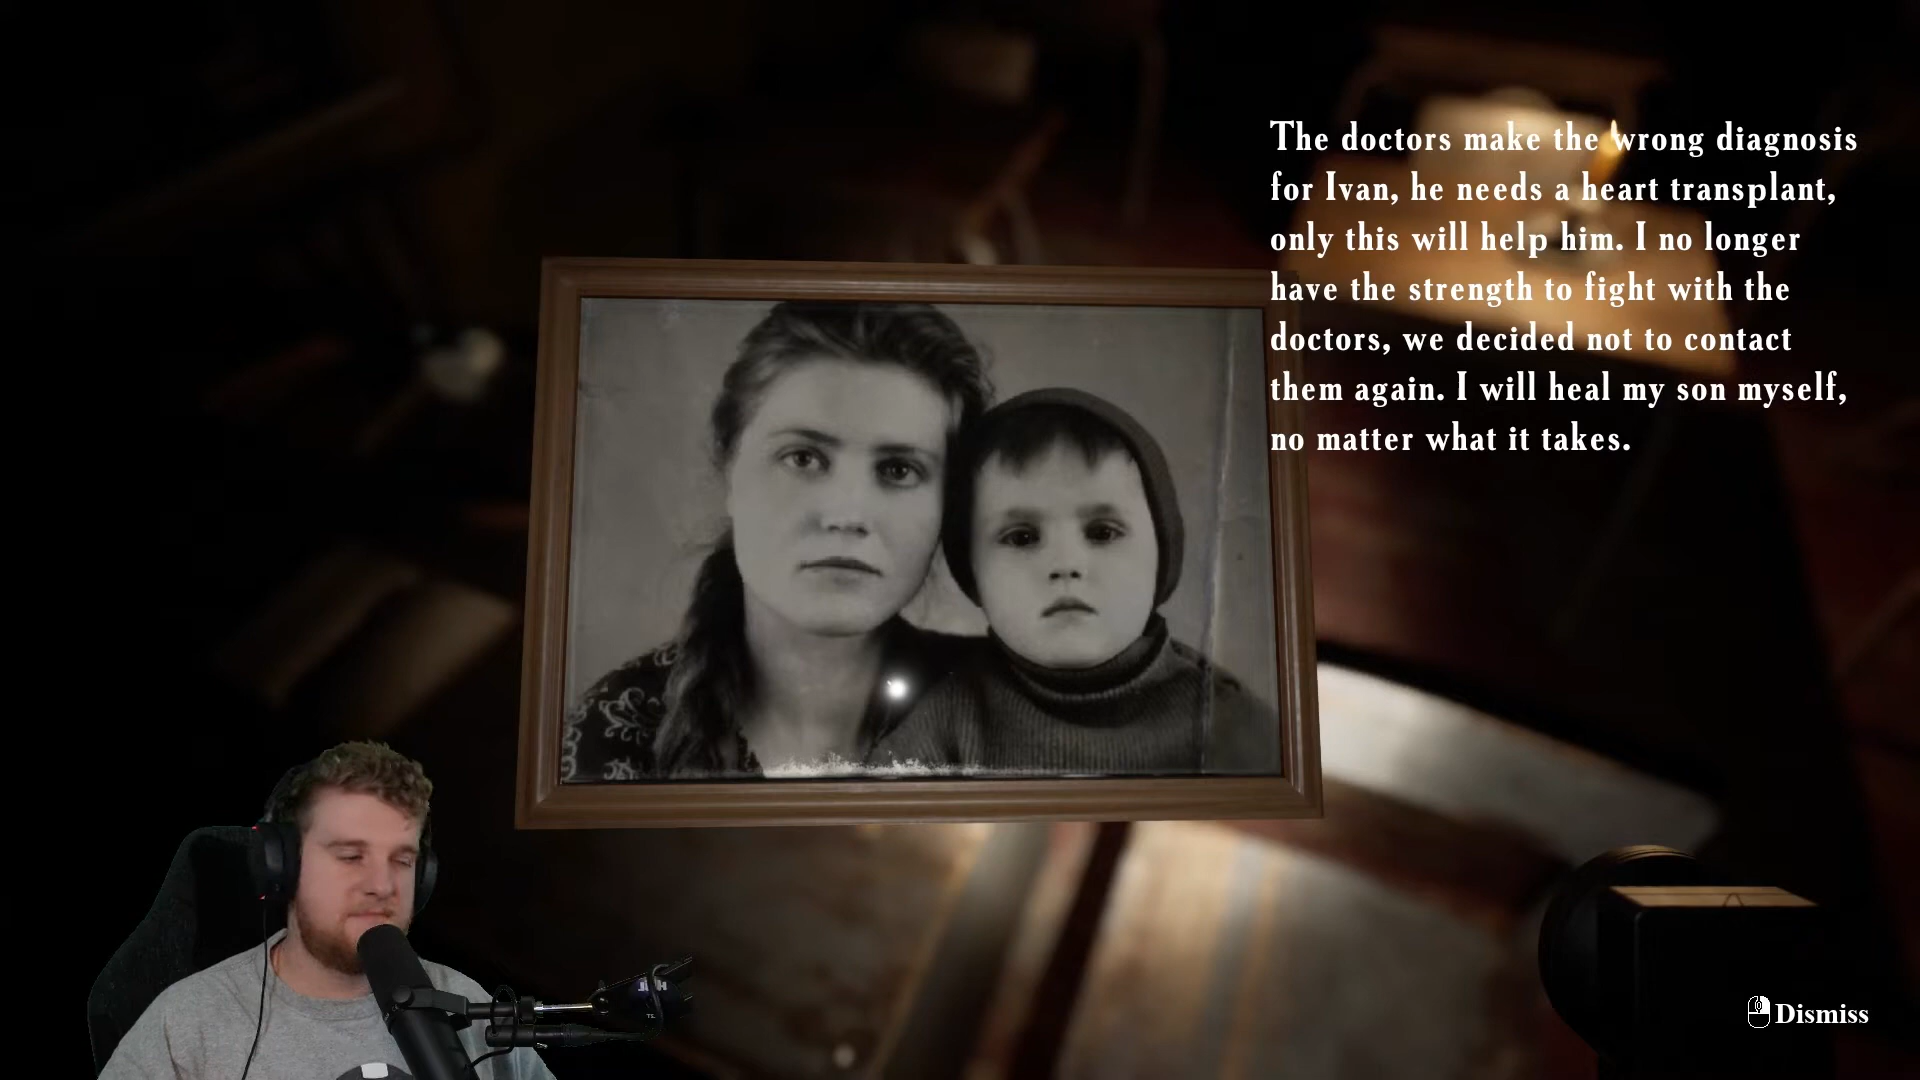 The doctors make the wrong diagnosis
for Ivan, he needs a heart transplant,
only this will help him. I no longer
have the strength to fight with the
doctors, we decided not to contact
them again. I will heal my son myself,
no matter what it takes.
Dismiss